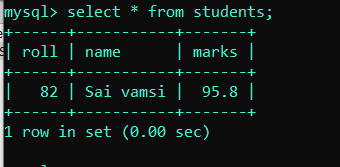 mysql> select * from students;
+------+-----------+-------+
| roll | name      | marks |
+------+-----------+-------+
|   82 | Sai vamsi |  95.8 |
+------+-----------+-------+
1 row in set (0.00 sec)